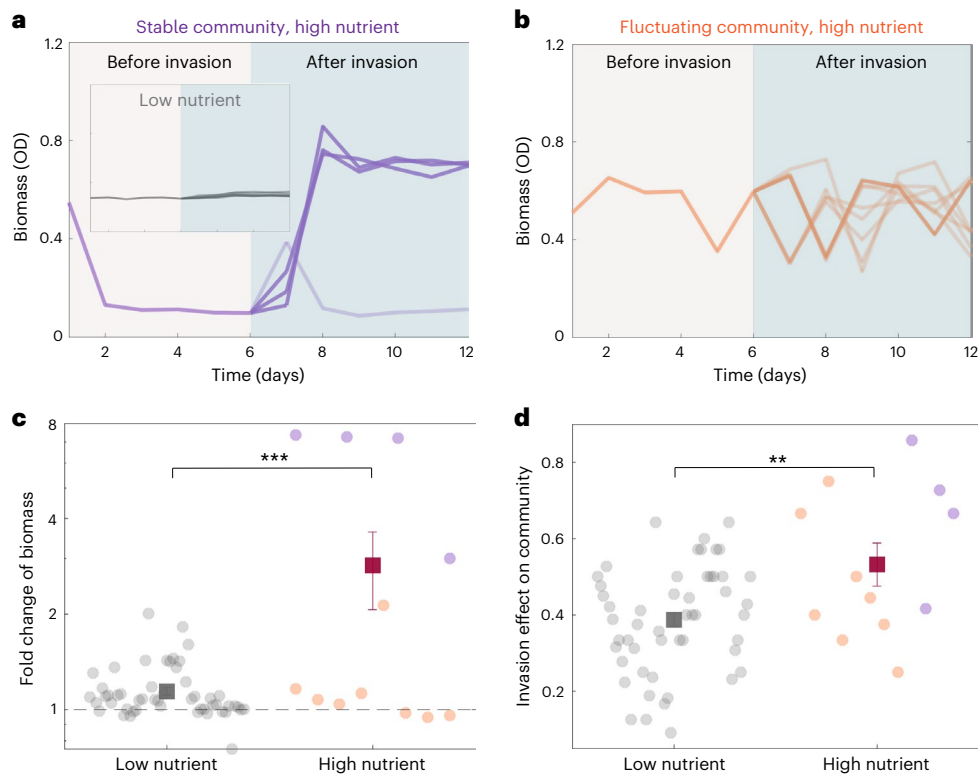 a
Stable community, high nutrient
1.2
0.8
0.4
0
Biomass (OD)
Before invasion
After invasion
Low nutrient
2
4
6
8
10
12
Time (days)
b
Fluctuating community, high nutrient
1.2
0.8
0.4
0
Biomass (OD)
Before invasion
After invasion
2
4
6
8
10
12
Time (days)
c
8
4
2
1
Fold change of biomass
***
Low nutrient
High nutrient
d
0.8
0.6
0.4
0.2
Invasion effect on community
**
Low nutrient
High nutrient